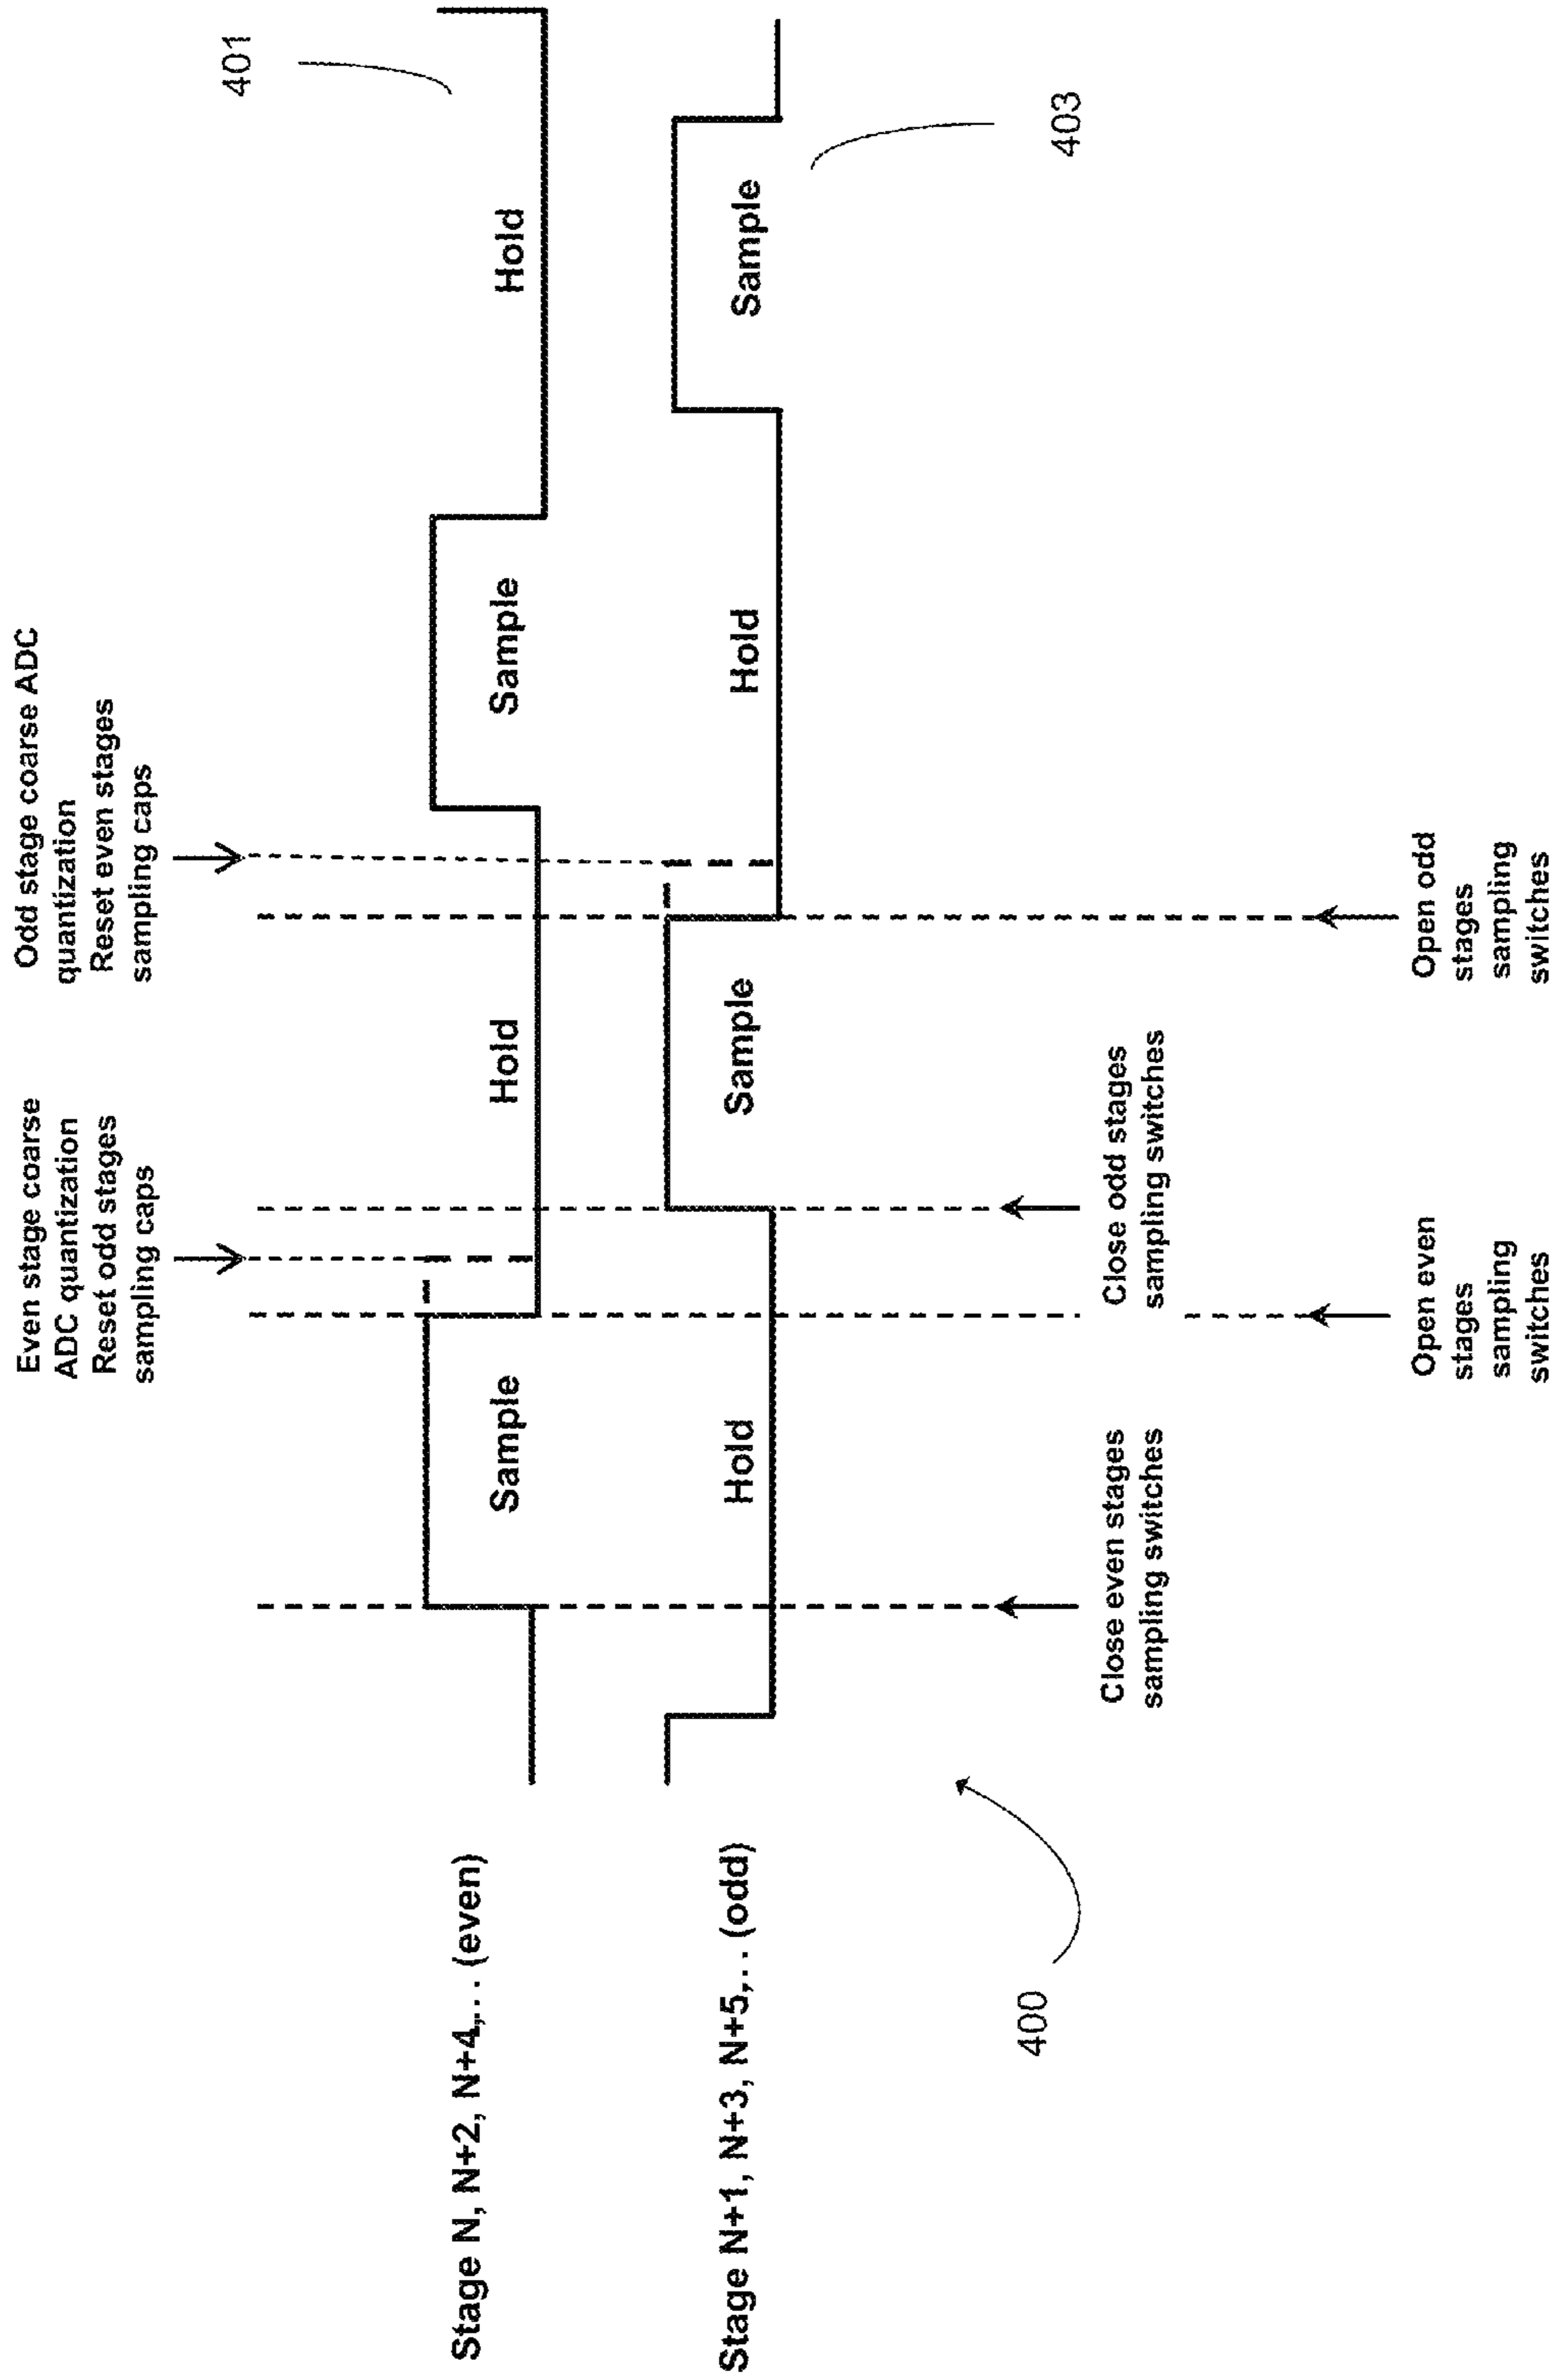 Even stage coarse
ADC quantization
Reset odd stages
sampling caps
Odd stage coarse ADC
quantization
Reset even stages
sampling caps
401
Stage N, N+2, N+4,... (even)
Sample
Hold
Sample
Hold
Stage N+1, N+3, N+5,... (odd)
Hold
Sample
Hold
Sample
403
400
Close even stages
sampling switches
Close odd stages
sampling switches
Open even
stages
sampling
switches
Open odd
stages
sampling
switches